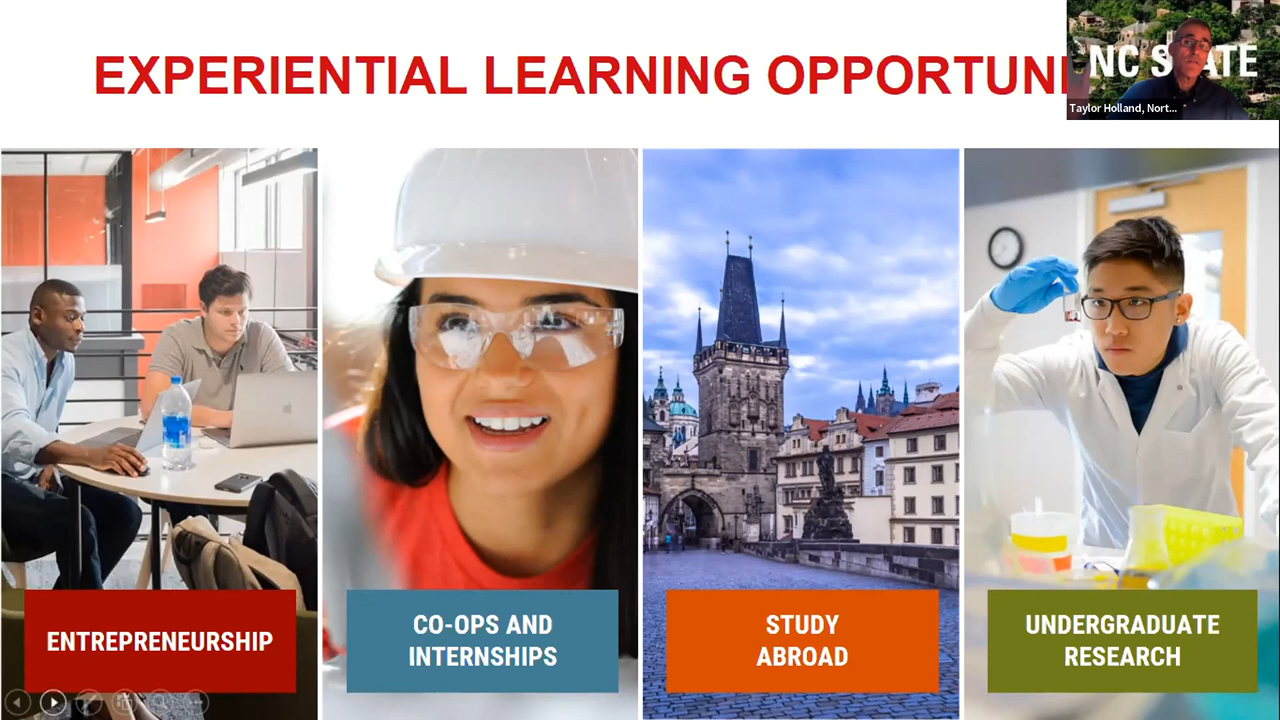 EXPERIENTIAL LEARNING OPPORTUNI
NC STATE
Taylor Holland, Nort...
ENTREPRENEURSHIP
CO-OPS AND
INTERNSHIPS
STUDY
ABROAD
UNDERGRADUATE
RESEARCH